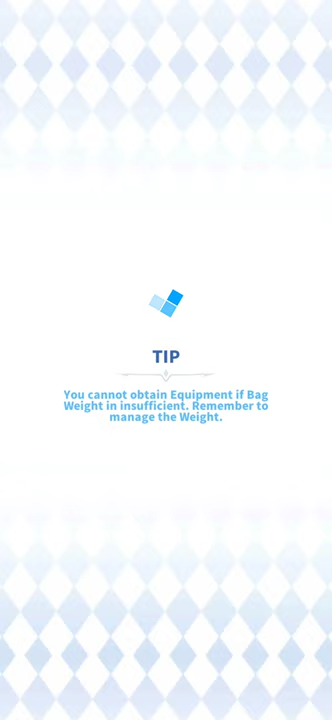 TIP
You cannot obtain Equipment if Bag
Weight in insufficient. Remember to
manage the Weight.